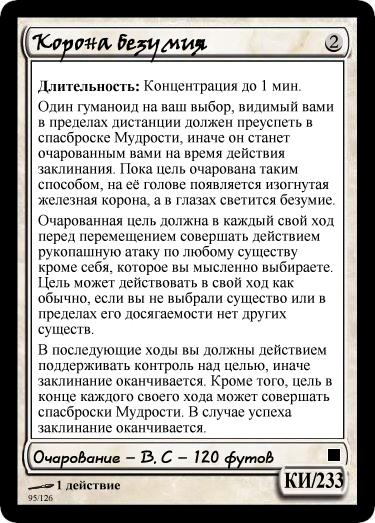 Корона безумия
2
Длительность: Концентрация до 1 мин.
Один гуманоид на ваш выбор, видимый вами
в пределах дистанции должен преуспеть в
спасброске Мудрости, иначе он станет
очарованным вами на время действия
заклинания. Пока цель очарована таким
способом, на её голове появляется изогнутая
железная корона, а в глазах светится безумие.
Очарованная цель должна в каждый свой ход
перед перемещением совершать действием
рукопашную атаку по любому существу
кроме себя, которое вы мысленно выбираете.
Цель может действовать в свой ход как
обычно, если вы не выбрали существо или в
пределах его досягаемости нет других
существ.
В последующие ходы вы должны действием
поддерживать контроль над целью, иначе
заклинание оканчивается. Кроме того, цель в
конце каждого своего хода может совершать
спасброски Мудрости. В случае успеха
заклинание оканчивается.
Очарование – В, С – 120 футов
КИ/233
1 действие
95/126